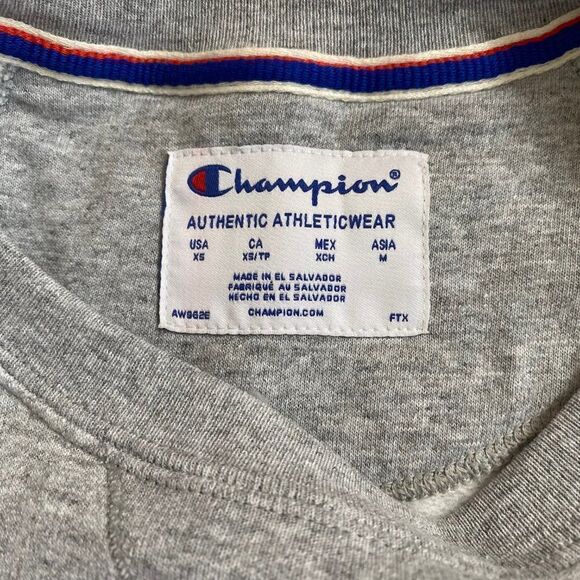 Champion®
AUTHENTIC ATHLETICWEAR
USA CA MEX ASIA
XS XS/TP XCH M
MADE IN EL SALVADOR
FABRIQUÉ AU SALVADOR
HECHO EN EL SALVADOR
AW962E CHAMPION.COM FTX